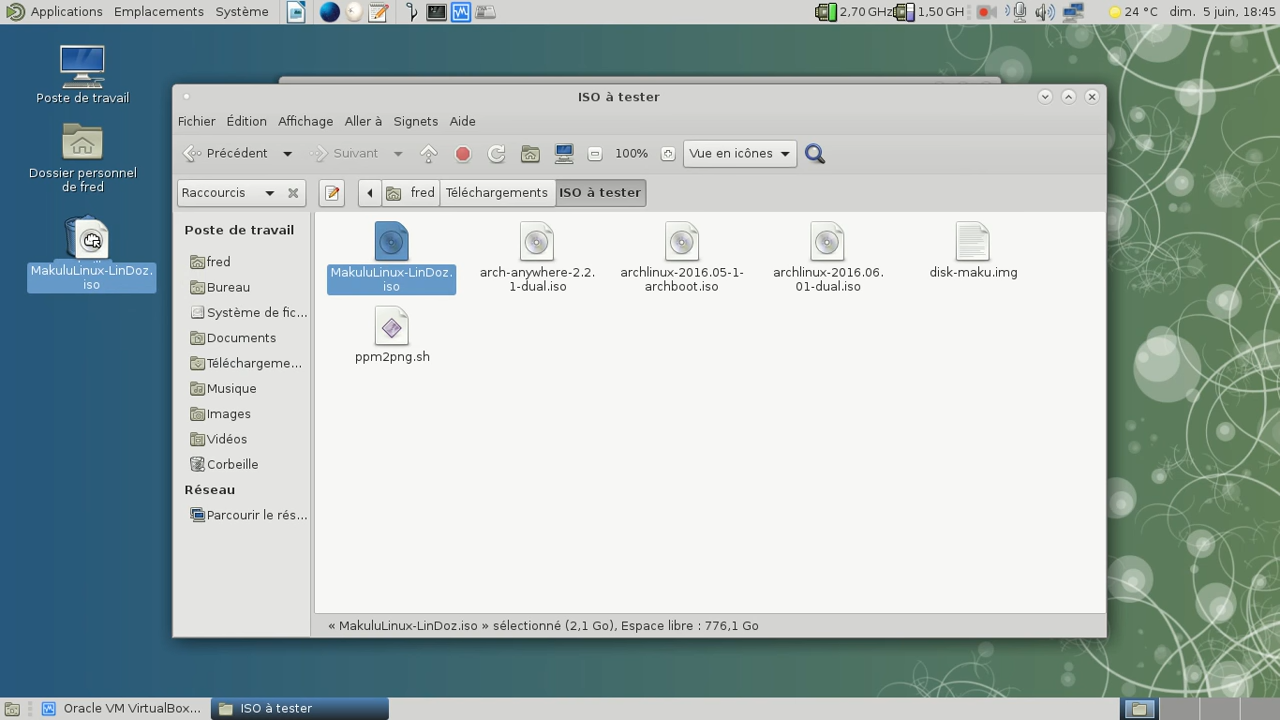 Applications Emplacements Système 2,70 GHz 1,50 GH 24 °C dim. 5 juin, 18:45
Poste de travail
Dossier personnel
de fred
MakuluLinux-LinDoz.
iso
ISO à tester
Fichier Édition Affichage Aller à Signets Aide
Précédent Suivant 100% Vue en icônes
Raccourcis fred Téléchargements ISO à tester
Poste de travail
fred
Bureau
Système de fic...
Documents
Téléchargeme...
Musique
Images
Vidéos
Corbeille
Réseau
Parcourir le rés...
MakuluLinux-LinDoz.
iso
arch-anywhere-2.2.
1-dual.iso
archlinux-2016.05-1-
archboot.iso
archlinux-2016.06.
01-dual.iso
disk-maku.img
ppm2png.sh
« MakuluLinux-LinDoz.iso » sélectionné (2,1 Go), Espace libre : 776,1 Go
Oracle VM VirtualBox... ISO à tester